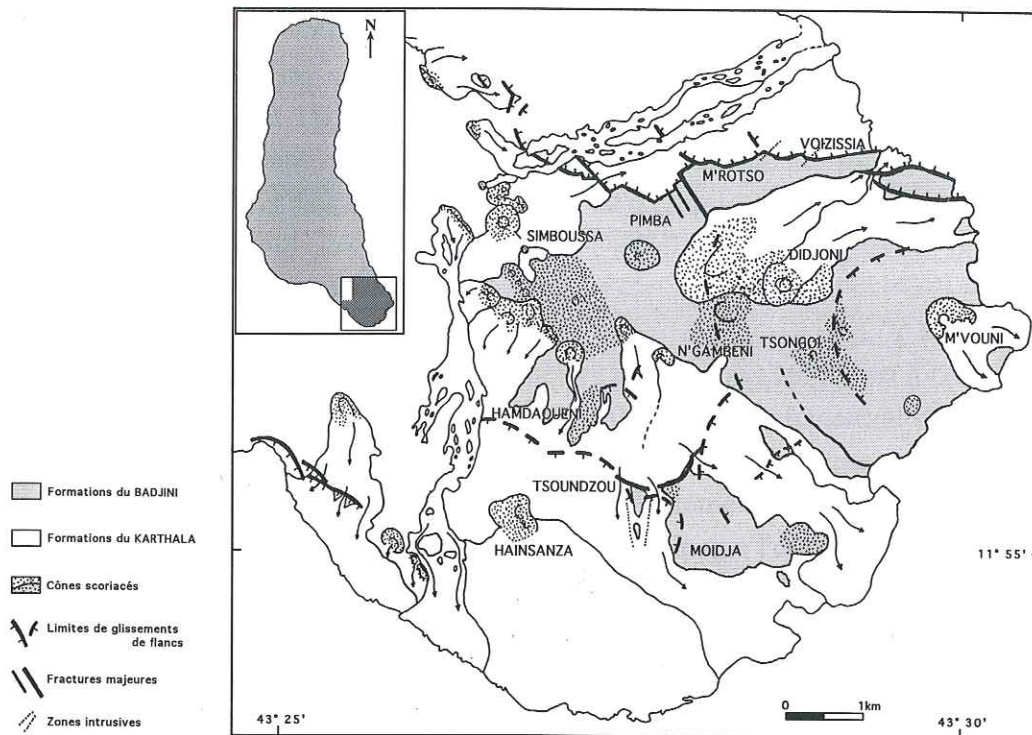 N
VOIZISSIA
M'ROTSO
PIMBA
SIMBOUSSA
DIDJONI
M'VOUNI
N'GAMBENI
TSONGOI
HAMDAOUENI
TSOUNDZOU
HAINSANZA
MOIDJA
11° 55'
Formations du BADJINI
Formations du KARTHALA
Cônes scoriacés
Limites de glissements
de flancs
Fractures majeures
Zones intrusives
0 1km
43° 25'
43° 30'